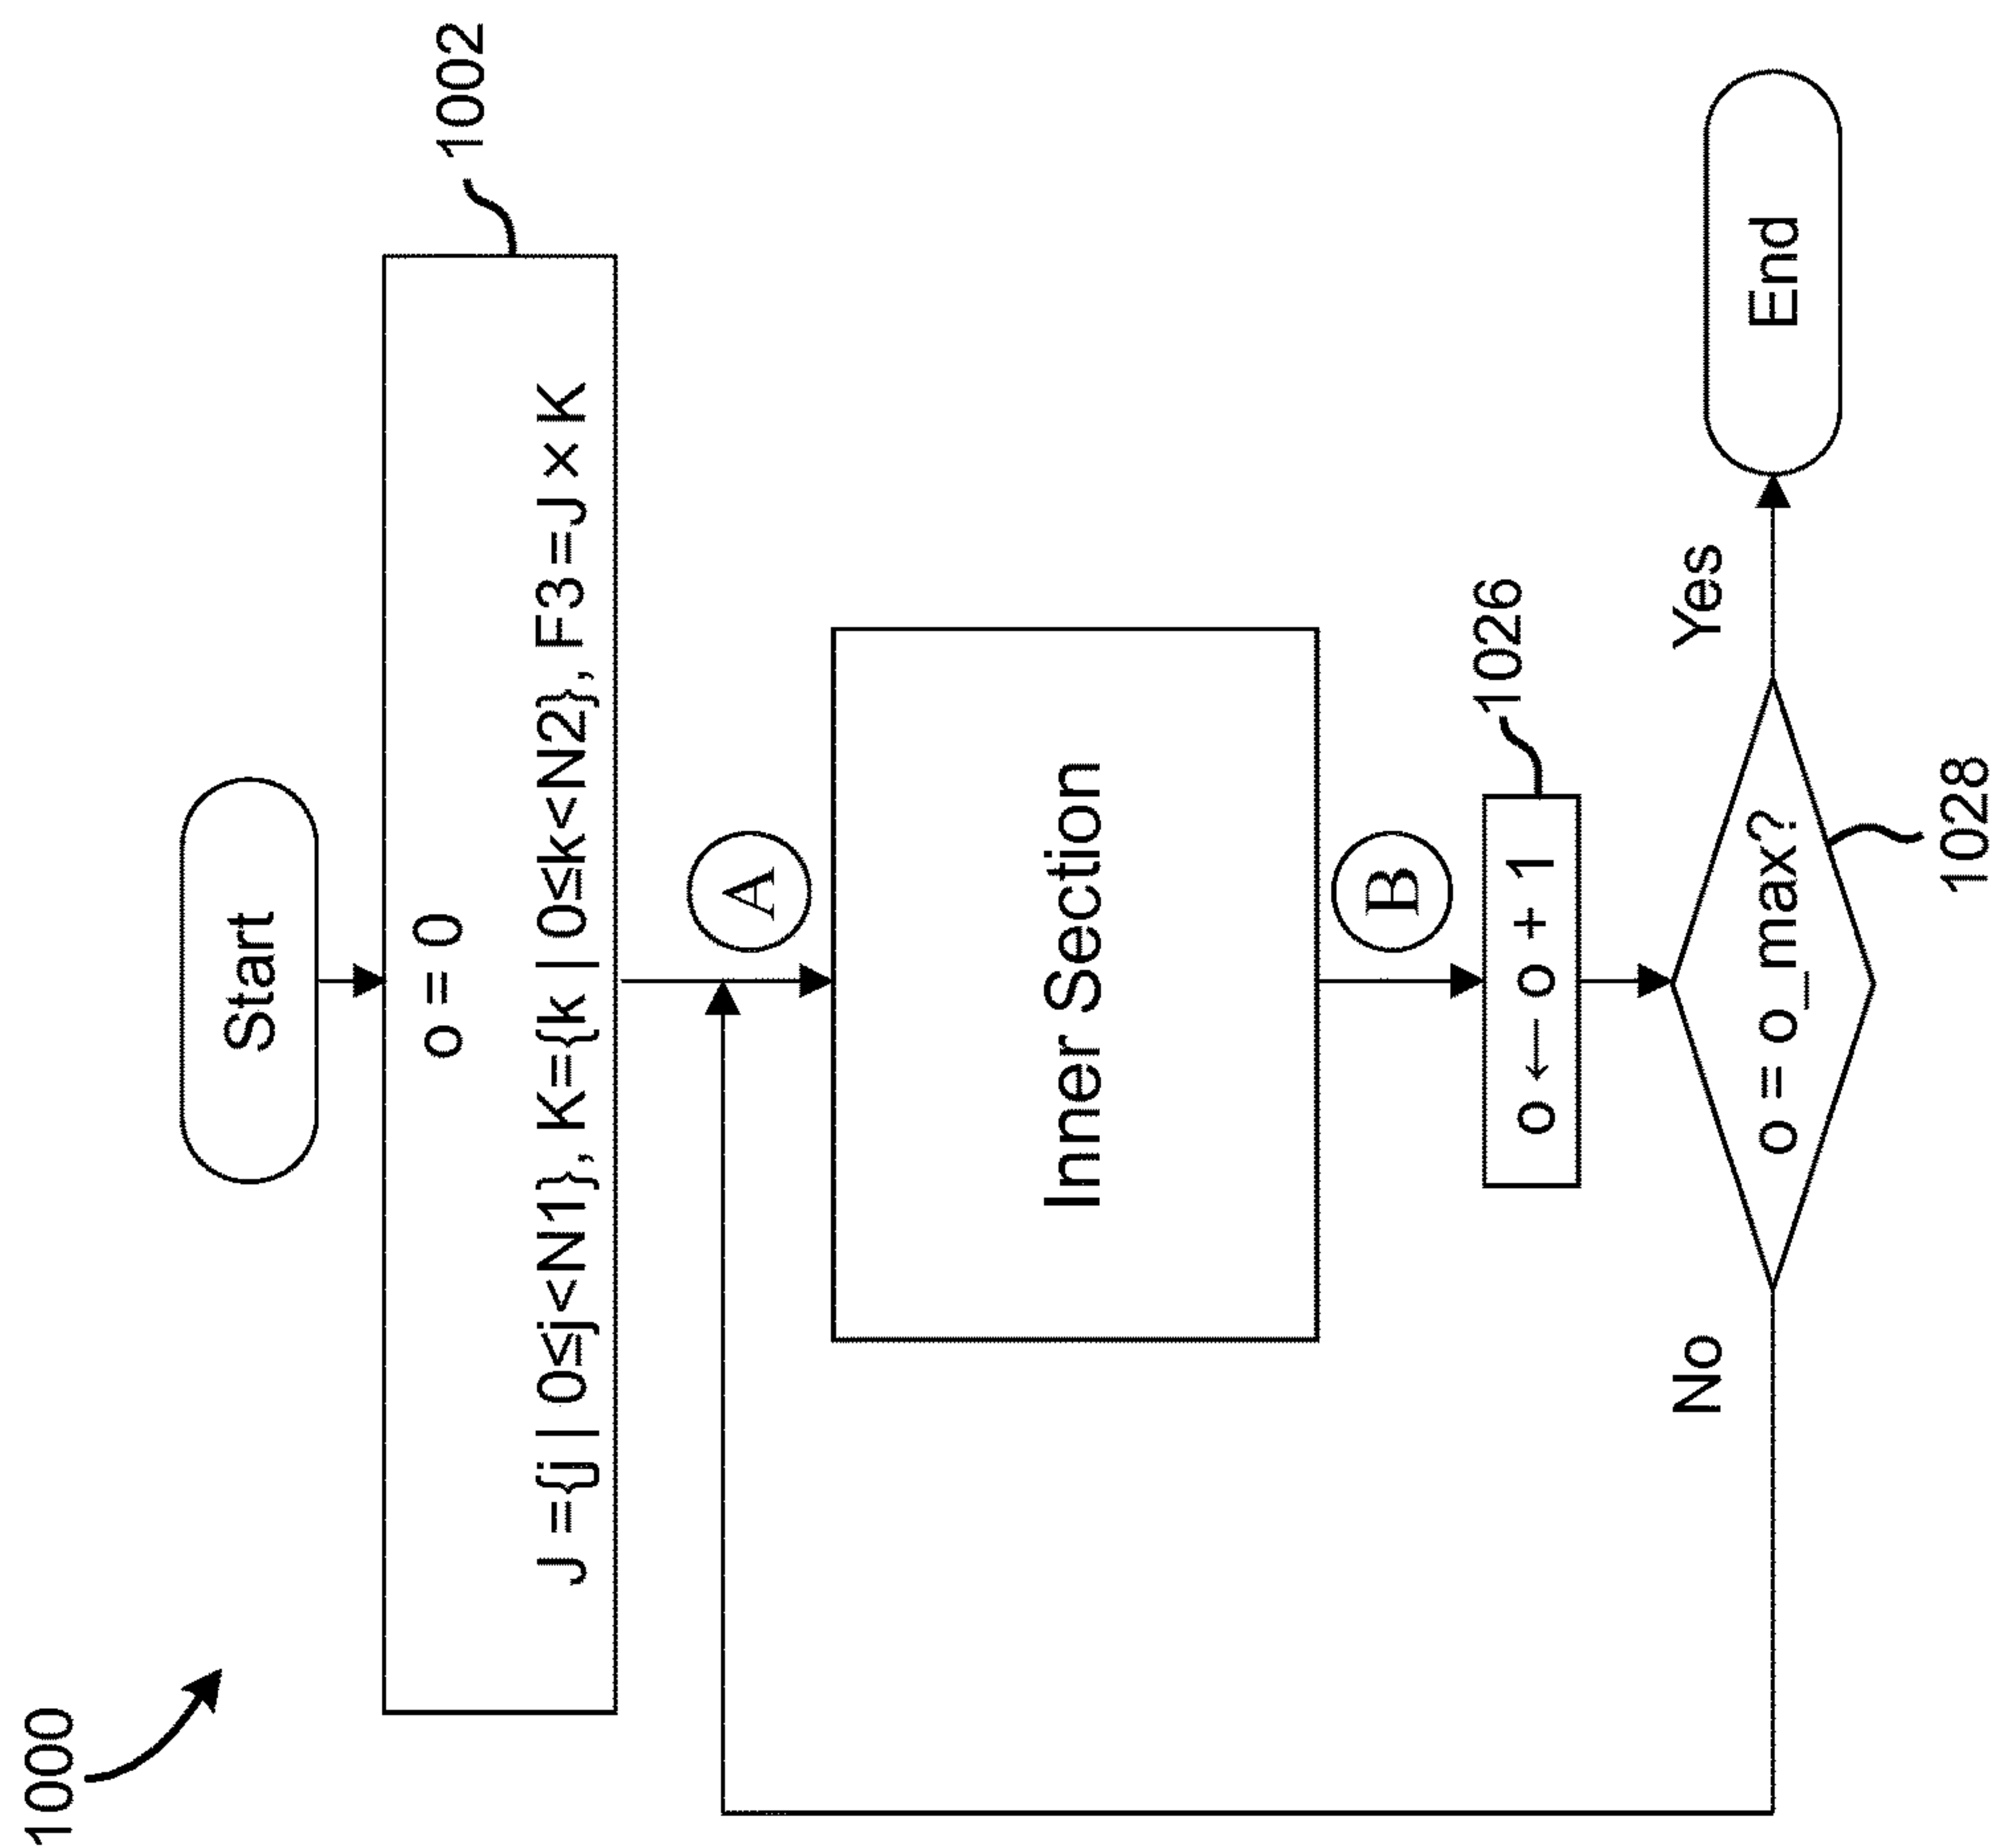 1000
Start
1002
o = 0
J ={j | 0≤j<N1}, K={k | 0≤k<N2}, F3 =J × K
A
Inner Section
B
1026
o ← o + 1
No
o = o_max?
Yes
End
1028